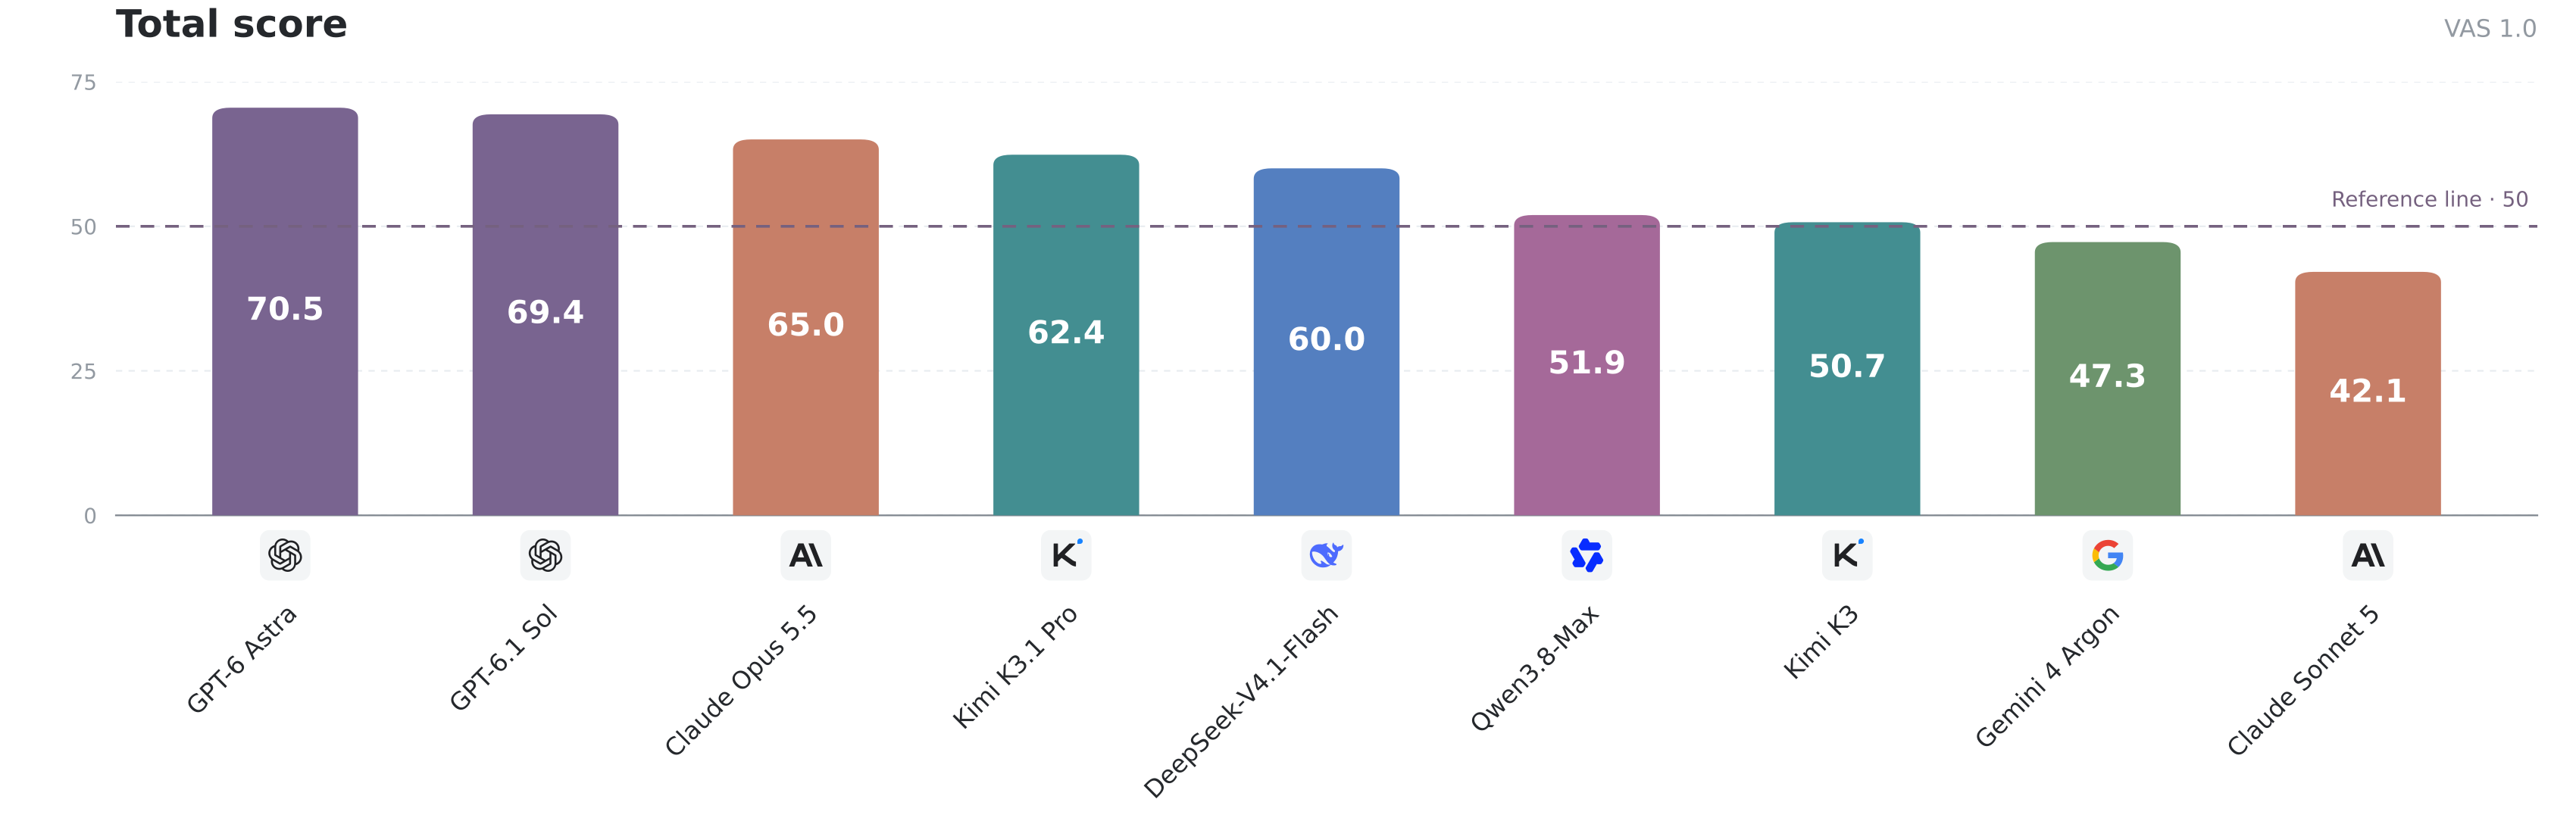 Total score
VAS 1.0
75
50
25
0
Reference line · 50
70.5
69.4
65.0
62.4
60.0
51.9
50.7
47.3
42.1
GPT-6 Astra
GPT-6.1 Sol
Claude Opus 5.5
Kimi K3.1 Pro
DeepSeek-V4.1-Flash
Qwen3.8-Max
Kimi K3
Gemini 4 Argon
Claude Sonnet 5